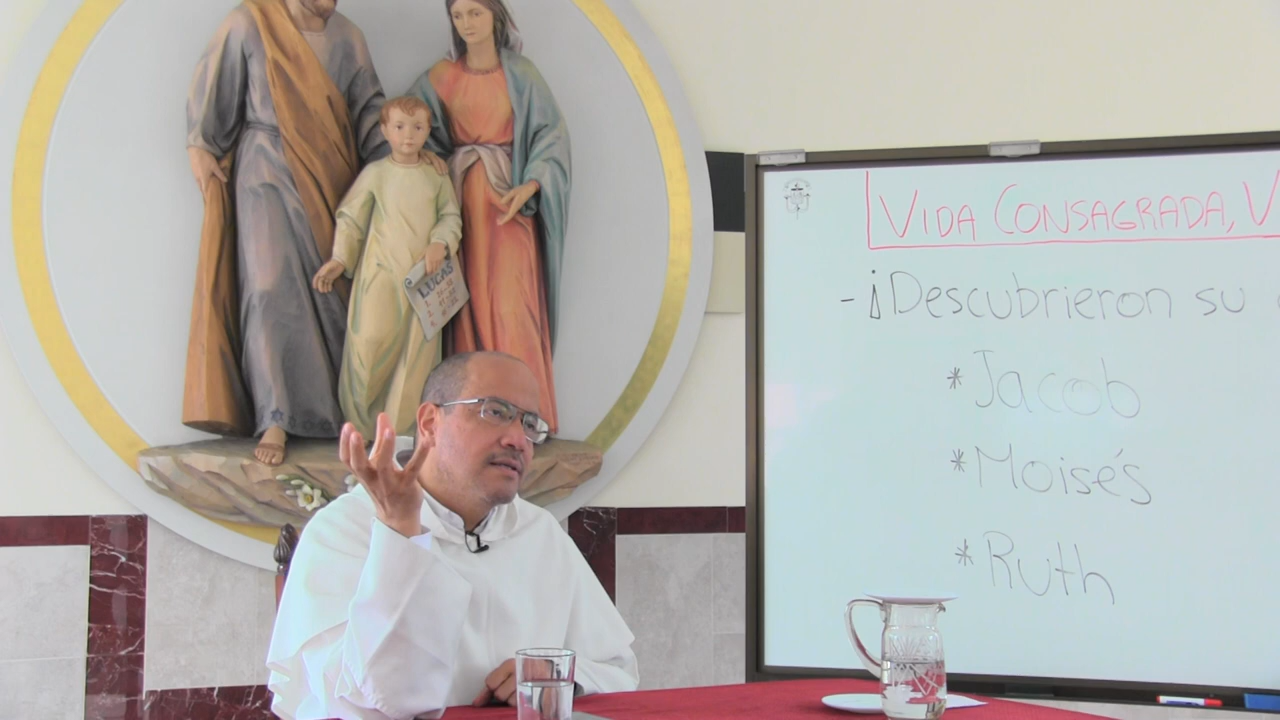 LUCAS
VIDA CONSAGRADA, V
- ¡Descubrieron su
* Jacob
* Moisés
* Ruth